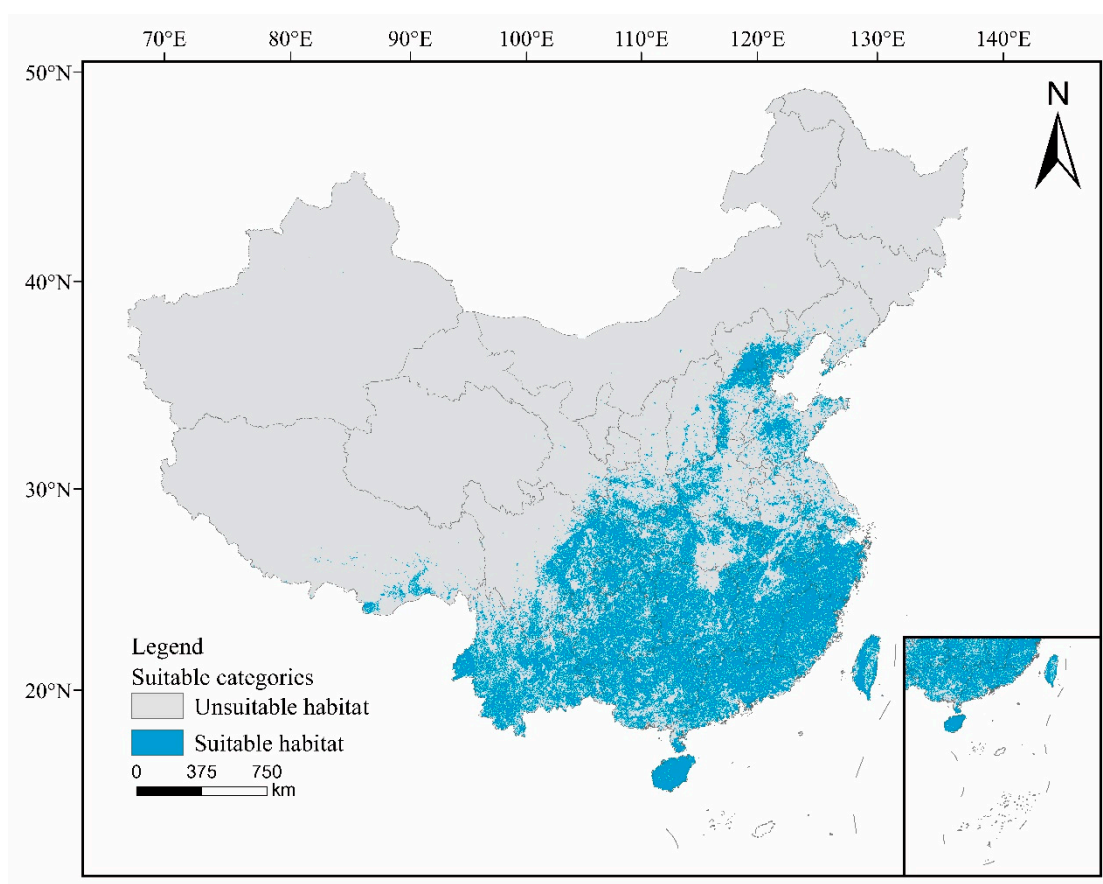 70°E 80°E 90°E 100°E 110°E 120°E 130°E 140°E
50°N
N
40°N
30°N
20°N
Legend
Suitable categories
Unsuitable habitat
Suitable habitat
0 375 750
km